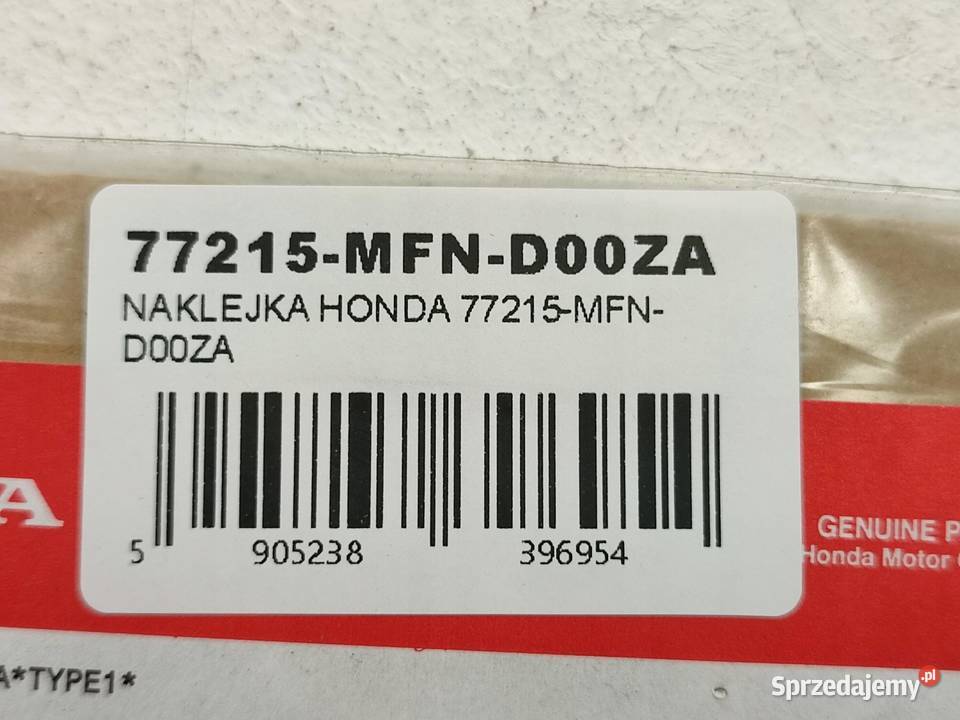 77215-MFN-D00ZA
NAKLEJKA HONDA 77215-MFN-
D00ZA
5 905238 396954
A
GENUINE P
Honda Motor
A*TYPE1*
Sprzedajemy.pl